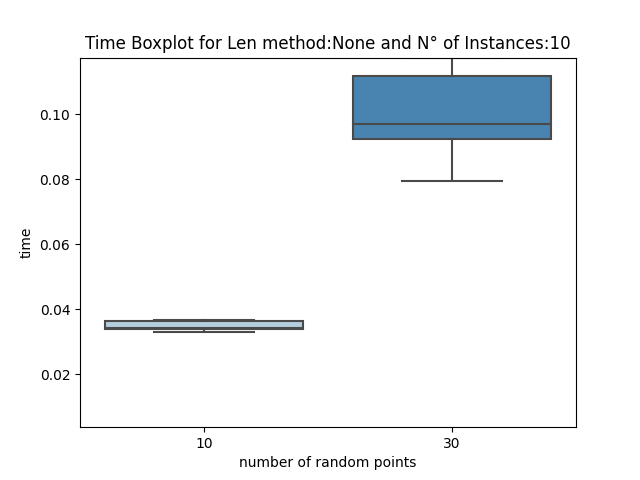 Time Boxplot for Len method:None and N° of Instances:10
0.10
0.08
0.06
0.04
0.02
time
10
30
number of random points